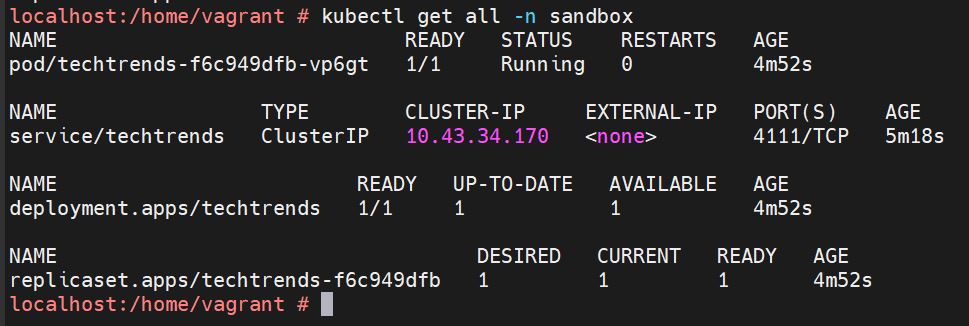 localhost:/home/vagrant # kubectl get all -n sandbox
NAME                             READY   STATUS    RESTARTS   AGE
pod/techtrends-f6c949dfb-vp6gt   1/1     Running   0          4m52s

NAME                 TYPE        CLUSTER-IP     EXTERNAL-IP   PORT(S)    AGE
service/techtrends   ClusterIP   10.43.34.170   <none>        4111/TCP   5m18s

NAME                         READY   UP-TO-DATE   AVAILABLE   AGE
deployment.apps/techtrends   1/1     1            1           4m52s

NAME                                   DESIRED   CURRENT   READY   AGE
replicaset.apps/techtrends-f6c949dfb   1         1         1       4m52s
localhost:/home/vagrant #